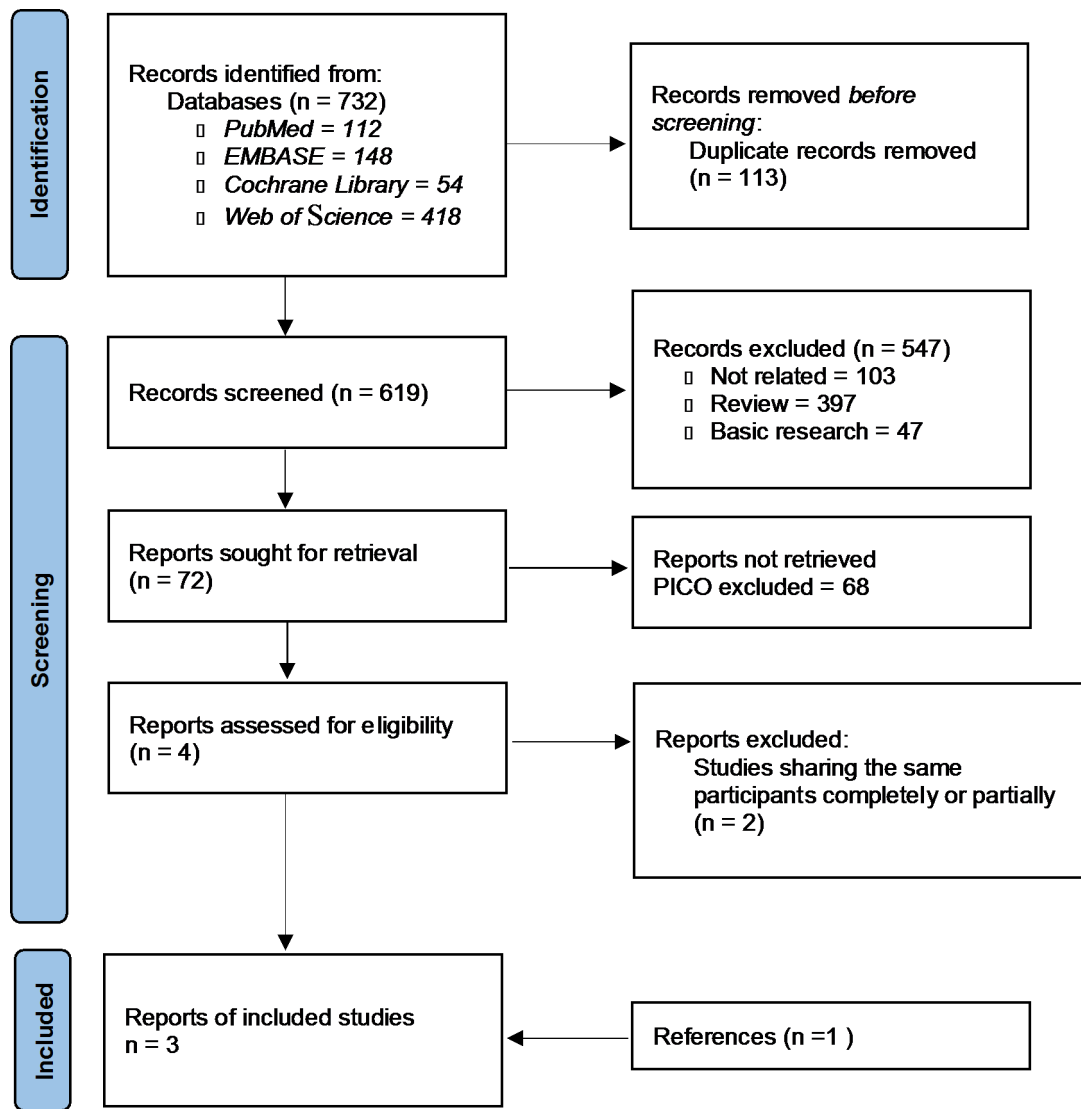 Identification
Records identified from:
Databases (n = 732)
PubMed = 112
EMBASE = 148
Cochrane Library = 54
Web of Science = 418
Records removed before
screening:
Duplicate records removed
(n = 113)
Screening
Records screened (n = 619)
Records excluded (n = 547)
Not related = 103
Review = 397
Basic research = 47
Reports sought for retrieval
(n = 72)
Reports not retrieved
PICO excluded = 68
Reports assessed for eligibility
(n = 4)
Reports excluded:
Studies sharing the same
participants completely or partially
(n = 2)
Included
Reports of included studies
n = 3
References (n =1 )